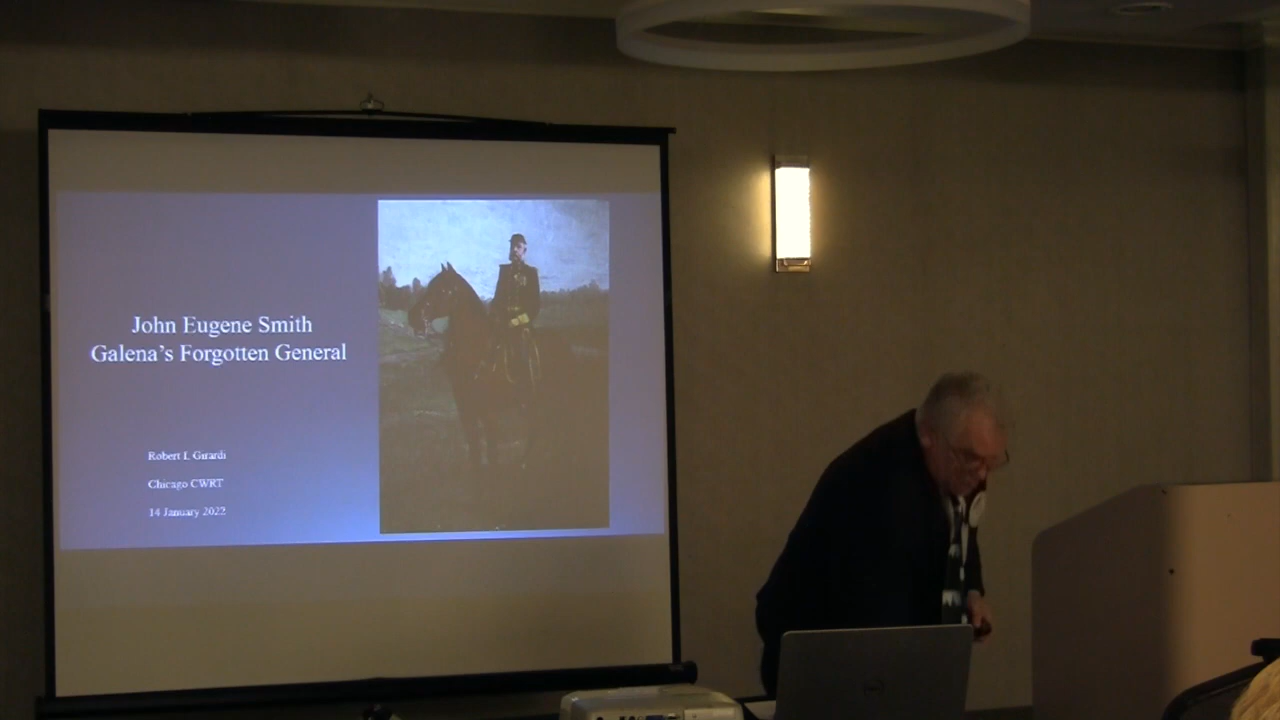 John Eugene Smith
Galena's Forgotten General
Robert I. Girardi
Chicago CWRT
14 January 2022